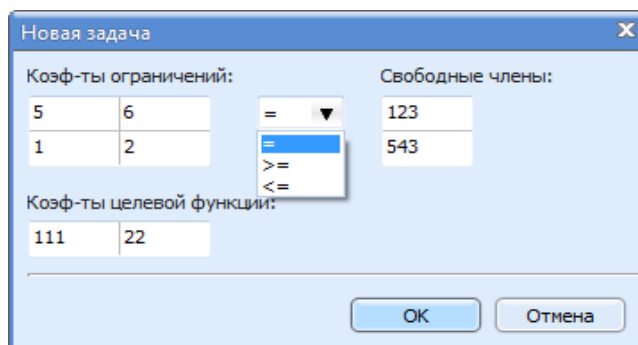 Новая задача
Коэф-ты ограничений: Свободные члены:
5 6 = 123
1 2 = 543
>=
<=
Коэф-ты целевой функции:
111 22
OK Отмена